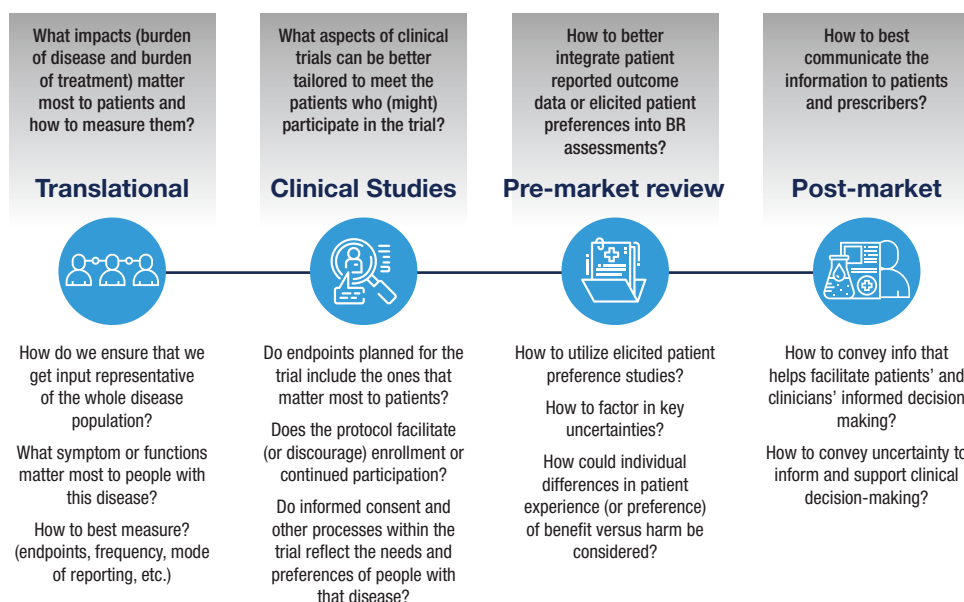 What impacts (burden
of disease and burden
of treatment) matter
most to patients and
how to measure them?
What aspects of clinical
trials can be better
tailored to meet the
patients who (might)
participate in the trial?
How to better
integrate patient
reported outcome
data or elicited patient
preferences into BR
assessments?
How to best
communicate the
information to patients
and prescribers?
Translational
Clinical Studies
Pre-market review
Post-market
How do we ensure that we
get input representative
of the whole disease
population?
What symptom or functions
matter most to people with
this disease?
How to best measure?
(endpoints, frequency, mode
of reporting, etc.)
Do endpoints planned for the
trial include the ones that
matter most to patients?
Does the protocol facilitate
(or discourage) enrollment or
continued participation?
Do informed consent and
other processes within the
trial reflect the needs and
preferences of people with
that disease?
How to utilize elicited patient
preference studies?
How to factor in key
uncertainties?
How could individual
differences in patient
experience (or preference)
of benefit versus harm be
considered?
How to convey info that
helps facilitate patients' and
clinicians' informed decision
making?
How to convey uncertainty to
inform and support clinical
decision-making?